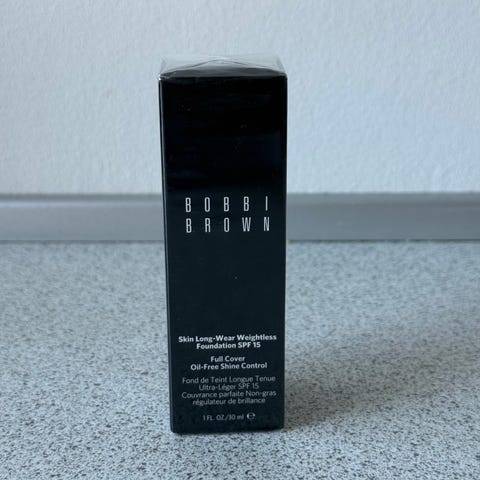 BOBBI
BROWN
Skin Long-Wear Weightless
Foundation SPF 15
Full Cover
Oil-Free Shine Control
Fond de Teint Longue Tenue
Ultra-Léger SPF 15
Couvrance parfaite Non-gras
régulateur de brillance
1 FL. OZ./30 ml ℮